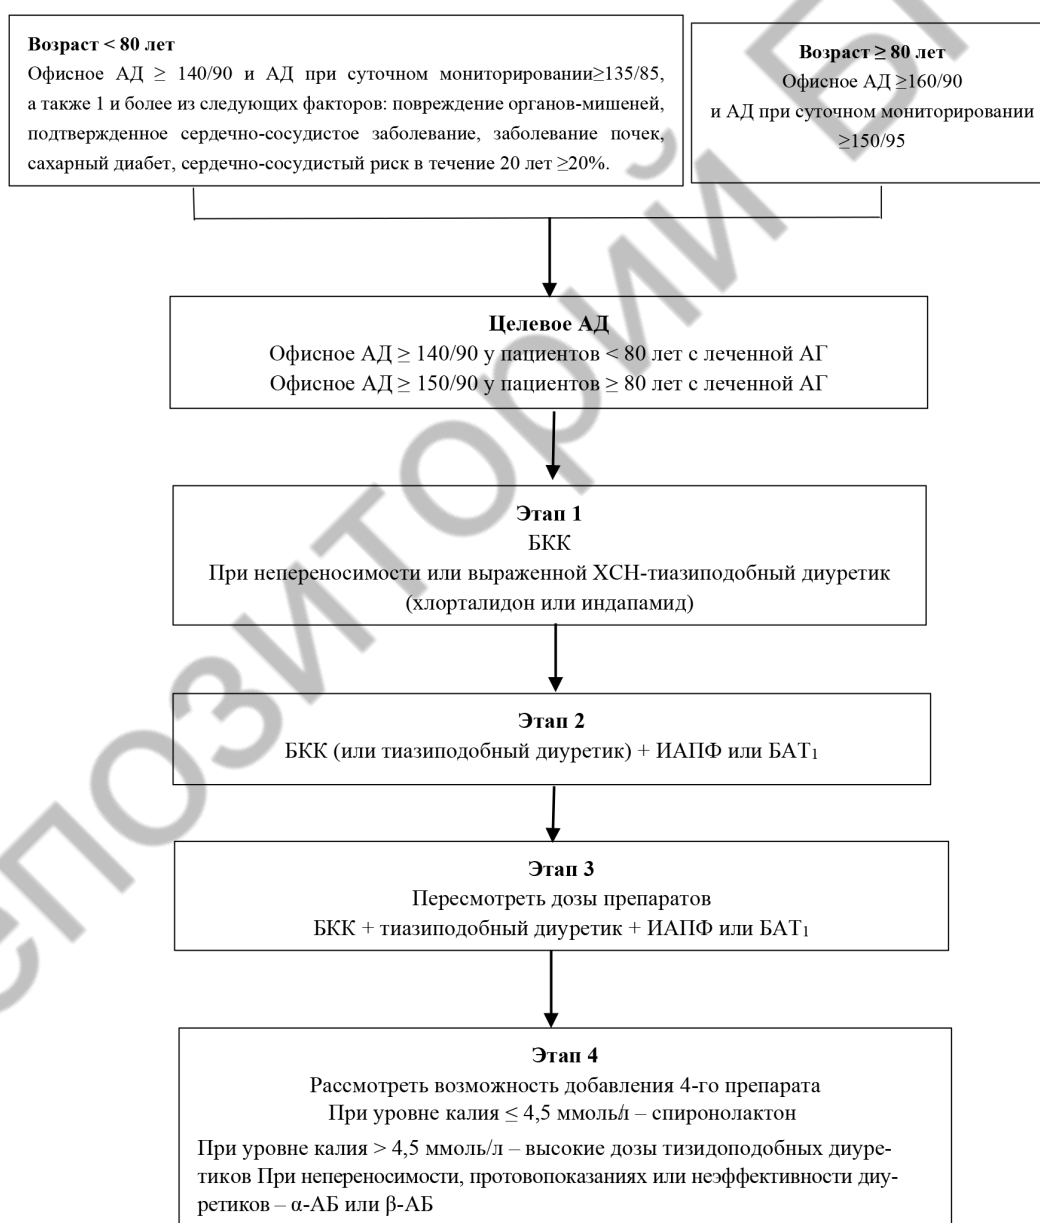 Возраст < 80 лет
Офисное АД ≥ 140/90 и АД при суточном мониторировании≥135/85,
а также 1 и более из следующих факторов: повреждение органов-мишеней,
подтвержденное сердечно-сосудистое заболевание, заболевание почек,
сахарный диабет, сердечно-сосудистый риск в течение 20 лет ≥20%.
Возраст ≥ 80 лет
Офисное АД ≥160/90
и АД при суточном мониторировании
≥150/95
Целевое АД
Офисное АД ≥ 140/90 у пациентов < 80 лет с леченной АГ
Офисное АД ≥ 150/90 у пациентов ≥ 80 лет с леченной АГ
Этап 1
БКК
При непереносимости или выраженной ХСН-тиазиподобный диуретик
(хлорталидон или индапамид)
Этап 2
БКК (или тиазиподобный диуретик) + ИАПФ или БАТ₁
Этап 3
Пересмотреть дозы препаратов
БКК + тиазиподобный диуретик + ИАПФ или БАТ₁
Этап 4
Рассмотреть возможность добавления 4-го препарата
При уровне калия ≤ 4,5 ммоль/л – спиронолактон
При уровне калия > 4,5 ммоль/л – высокие дозы тизидоподобных диуре-
тиков При непереносимости, протовопоказаниях или неэффективности диу-
ретиков – α-АБ или β-АБ